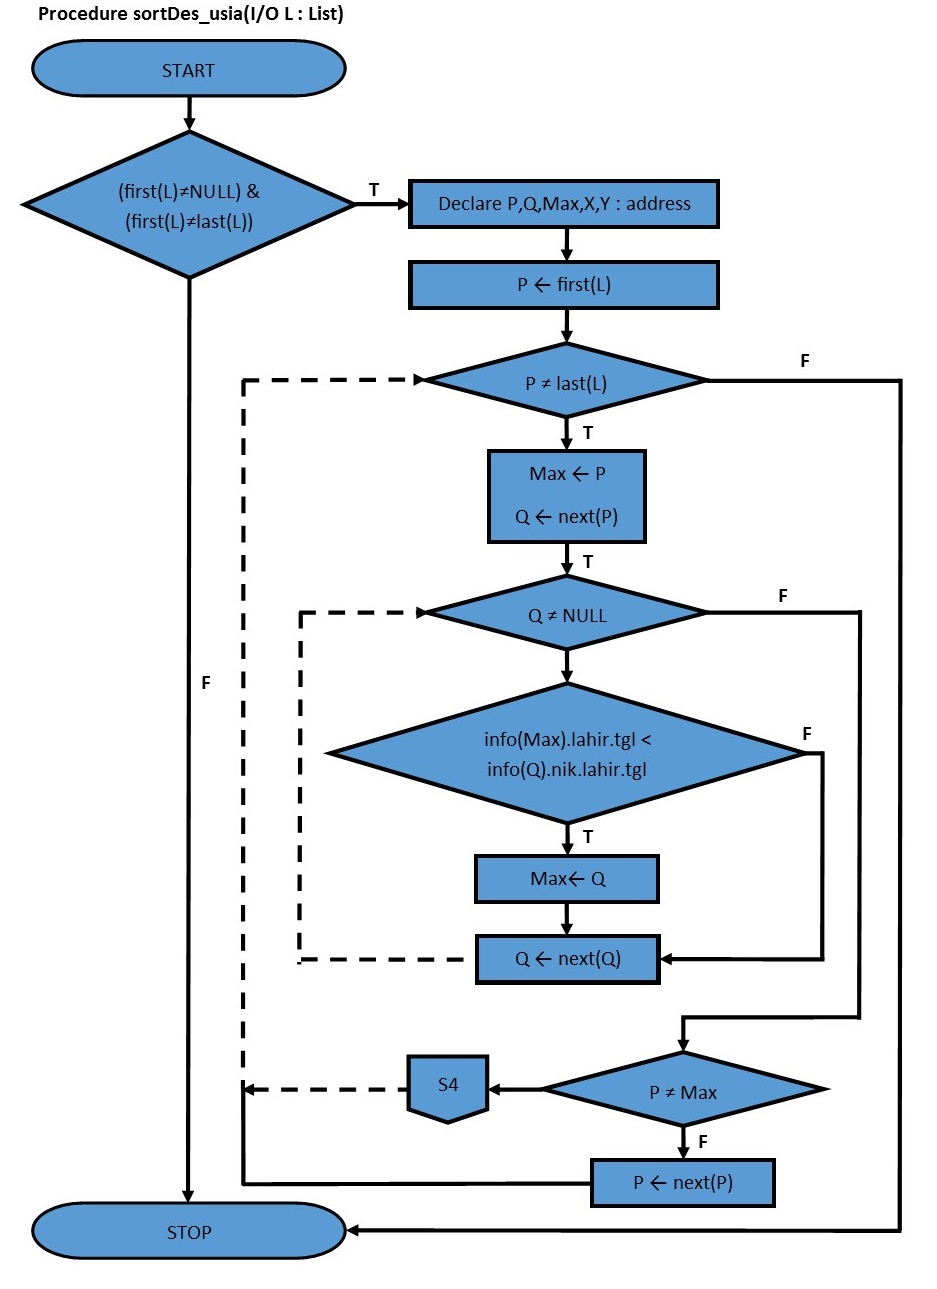 Procedure sortDes_usia(I/O L : List)
START
(first(L)≠NULL) &
(first(L)≠last(L))
T
Declare P,Q,Max,X,Y : address
P ← first(L)
P ≠ last(L)
F
T
Max ← P
Q ← next(P)
T
Q ≠ NULL
F
F
info(Max).lahir.tgl <
info(Q).nik.lahir.tgl
F
T
Max← Q
Q ← next(Q)
S4
P ≠ Max
F
P ← next(P)
STOP